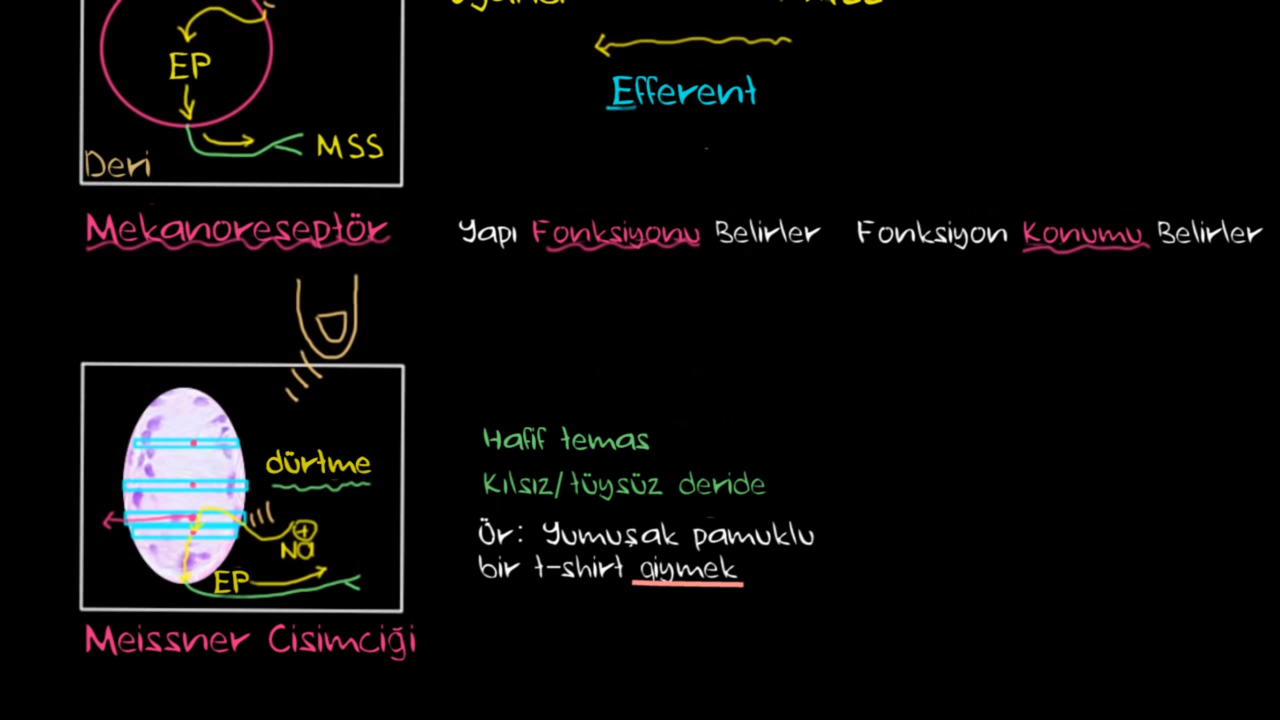 EP
Efferent
MSS
Deri
Mekanoreseptör
Yapı Fonksiyonu Belirler Fonksiyon Konumu Belirler
Hafif temas
dürtme
Kılsız/tüysüz deride
Ör: Yumuşak pamuklu
Na +
bir t-shirt giymek
EP
Meissner Cisimciği